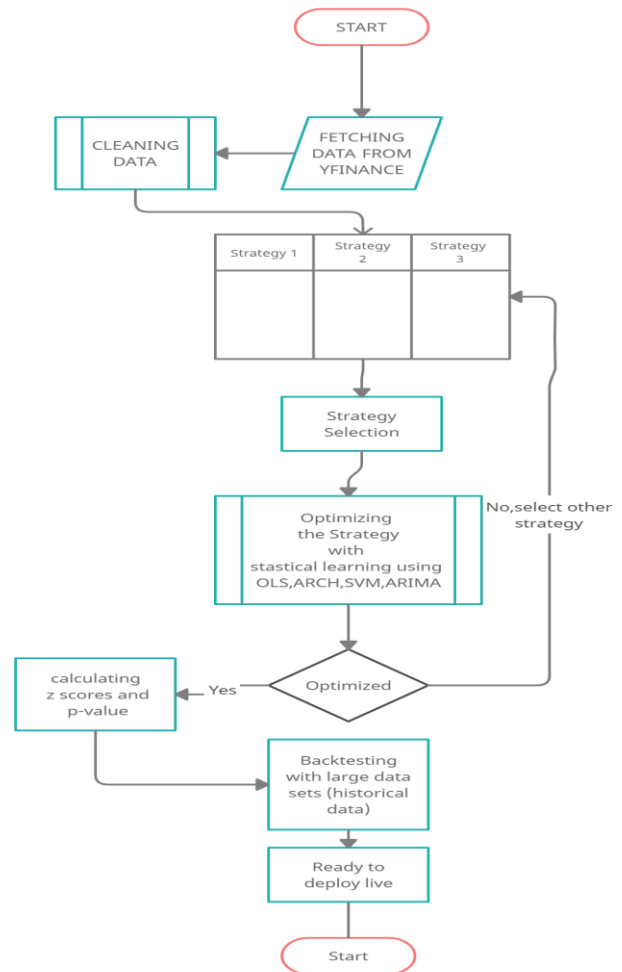 START
FETCHING
DATA FROM
YFINANCE
CLEANING
DATA
Strategy 1
Strategy
2
Strategy
3
Strategy
Selection
Optimizing
the Strategy
with
stastical learning using
OLS,ARCH,SVM,ARIMA
No,select other
strategy
Optimized
Yes
calculating
z scores and
p-value
Backtesting
with large data
sets (historical
data)
Ready to
deploy live
Start